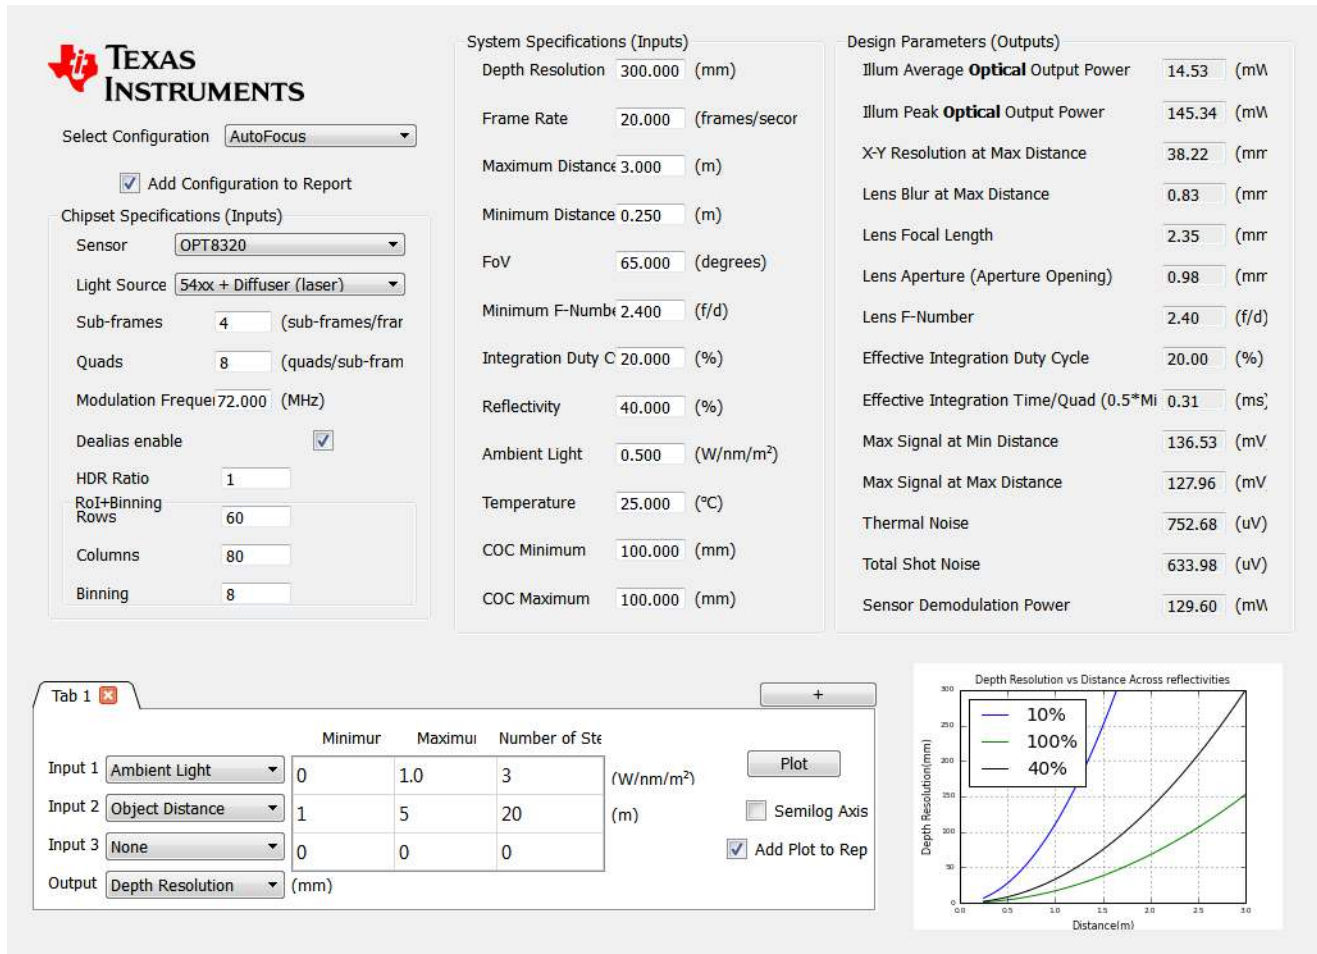 TEXAS
INSTRUMENTS
Select Configuration AutoFocus
Add Configuration to Report
Chipset Specifications (Inputs)
Sensor OPT8320
Light Source 54xx + Diffuser (laser)
Sub-frames 4 (sub-frames/frar
Quads 8 (quads/sub-fram
Modulation Frequei 72.000 (MHz)
Dealias enable
HDR Ratio 1
RoI+Binning
Rows 60
Columns 80
Binning 8
System Specifications (Inputs)
Depth Resolution 300.000 (mm)
Frame Rate 20.000 (frames/secor
Maximum Distance 3.000 (m)
Minimum Distance 0.250 (m)
FoV 65.000 (degrees)
Minimum F-Numbe 2.400 (f/d)
Integration Duty C 20.000 (%)
Reflectivity 40.000 (%)
Ambient Light 0.500 (W/nm/m²)
Temperature 25.000 (°C)
COC Minimum 100.000 (mm)
COC Maximum 100.000 (mm)
Design Parameters (Outputs)
Illum Average Optical Output Power 14.53 (mW
Illum Peak Optical Output Power 145.34 (mW
X-Y Resolution at Max Distance 38.22 (mm
Lens Blur at Max Distance 0.83 (mm
Lens Focal Length 2.35 (mm
Lens Aperture (Aperture Opening) 0.98 (mm
Lens F-Number 2.40 (f/d)
Effective Integration Duty Cycle 20.00 (%)
Effective Integration Time/Quad (0.5*Mi 0.31 (ms)
Max Signal at Min Distance 136.53 (mV
Max Signal at Max Distance 127.96 (mV
Thermal Noise 752.68 (uV)
Total Shot Noise 633.98 (uV)
Sensor Demodulation Power 129.60 (mW
Tab 1
+
Minimur Maximu Number of Ste
Input 1 Ambient Light 0 1.0 3 (W/nm/m²)
Input 2 Object Distance 1 5 20 (m)
Input 3 None 0 0 0
Output Depth Resolution (mm)
Plot
Semilog Axis
Add Plot to Rep
Depth Resolution vs Distance Across reflectivities
10%
100%
40%
Depth Resolution(mm)
300
250
200
150
100
50
0
0.0 0.5 1.0 1.5 2.0 2.5 3.0
Distance(m)